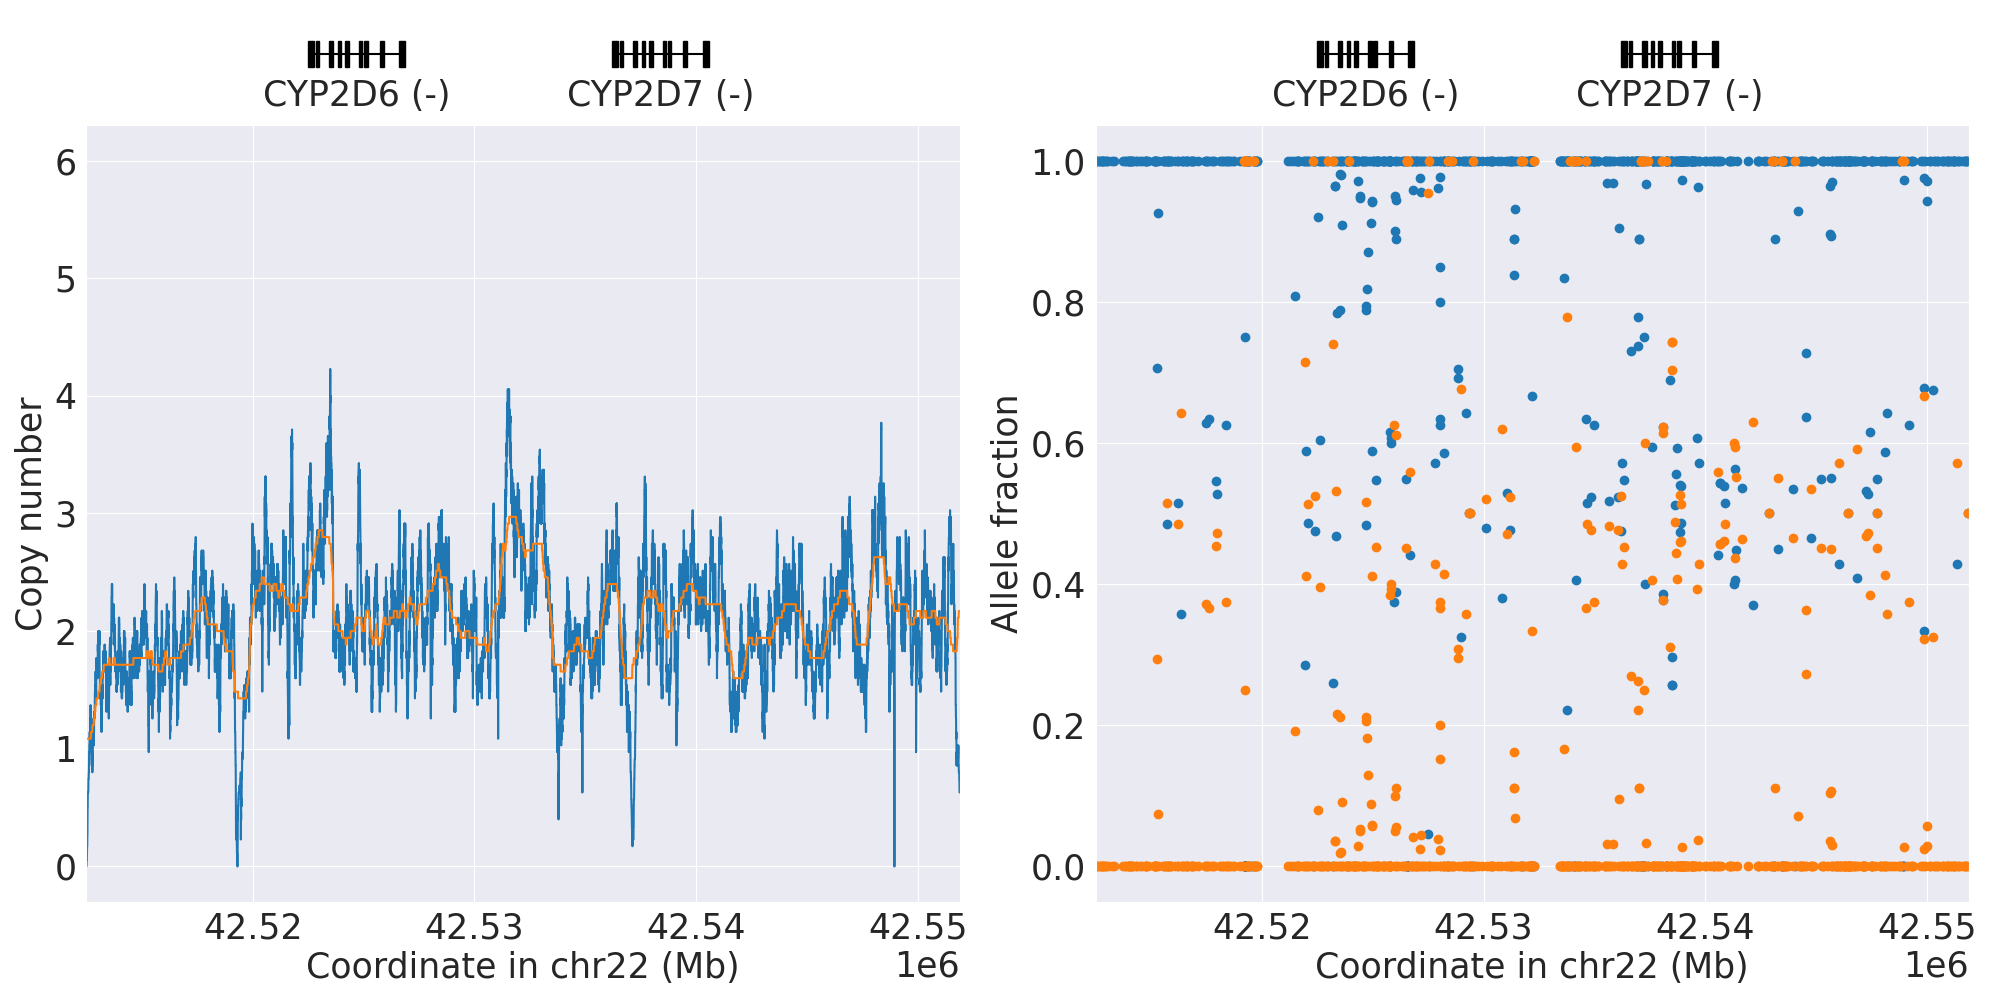 CYP2D6 (-) CYP2D7 (-)
6
5
4
3
2
1
0
Copy number
42.52 42.53 42.54 42.55
Coordinate in chr22 (Mb) 1e6
CYP2D6 (-) CYP2D7 (-)
1.0
0.8
0.6
0.4
0.2
0.0
Allele fraction
42.52 42.53 42.54 42.55
Coordinate in chr22 (Mb) 1e6